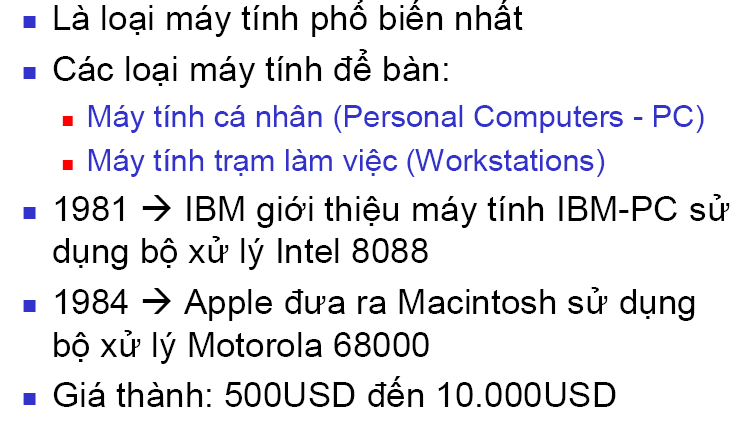 Là loại máy tính phổ biến nhất
Các loại máy tính để bàn:
Máy tính cá nhân (Personal Computers - PC)
Máy tính trạm làm việc (Workstations)
1981 → IBM giới thiệu máy tính IBM-PC sử
dụng bộ xử lý Intel 8088
1984 → Apple đưa ra Macintosh sử dụng
bộ xử lý Motorola 68000
Giá thành: 500USD đến 10.000USD